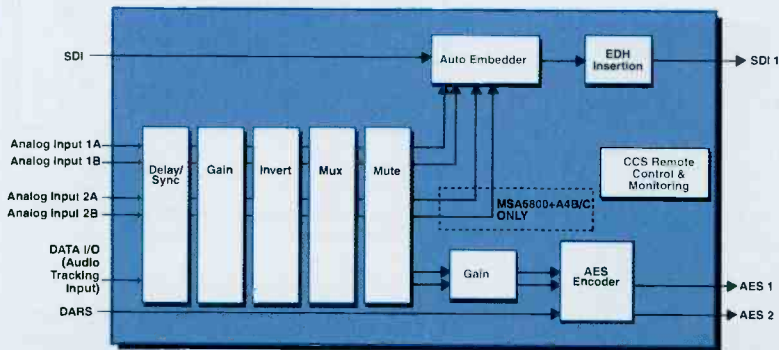 SDI
Auto Embedder
EDH
Insertion
SDI 1
Analog Input 1A
Analog Input 1B
Analog Input 2A
Analog Input 2B
DATA I/O
(Audio
Tracking
Input)
DARS
Delay/
Sync
Gain
Invert
Mux
Mute
CCS Remote
Control &
Monitoring
MSA6800+A4B/C
ONLY
Gain
AES
Encoder
AES 1
AES 2